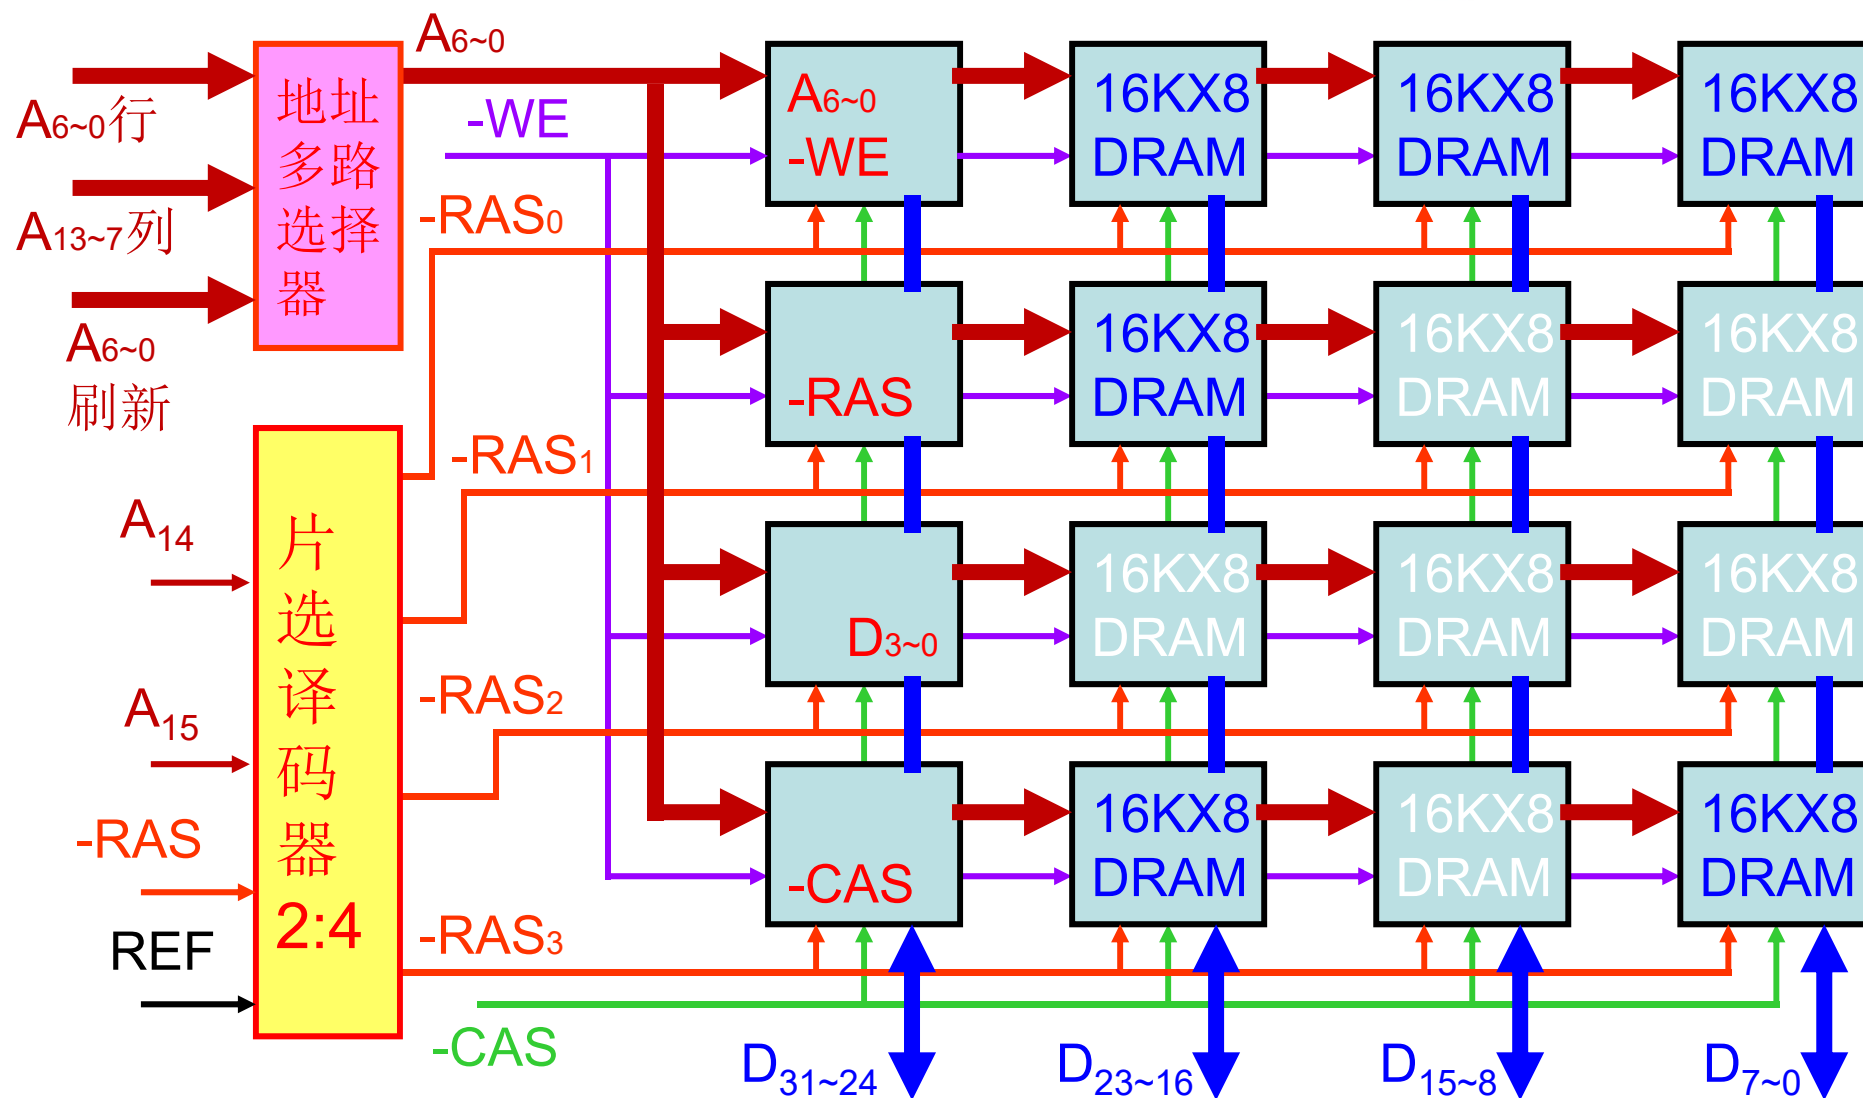 A6~0行
A13~7列
A6~0
刷新
地址
多路
选择
器
A6~0
-WE
-RAS0
-RAS1
-RAS2
-RAS3
-CAS
A14
A15
-RAS
REF
片
选
译
码
器
2:4
A6~0
-WE
16KX8
DRAM
16KX8
DRAM
16KX8
DRAM
-RAS
16KX8
DRAM
16KX8
DRAM
16KX8
DRAM
D3~0
16KX8
DRAM
16KX8
DRAM
16KX8
DRAM
-CAS
16KX8
DRAM
16KX8
DRAM
16KX8
DRAM
D31~24
D23~16
D15~8
D7~0